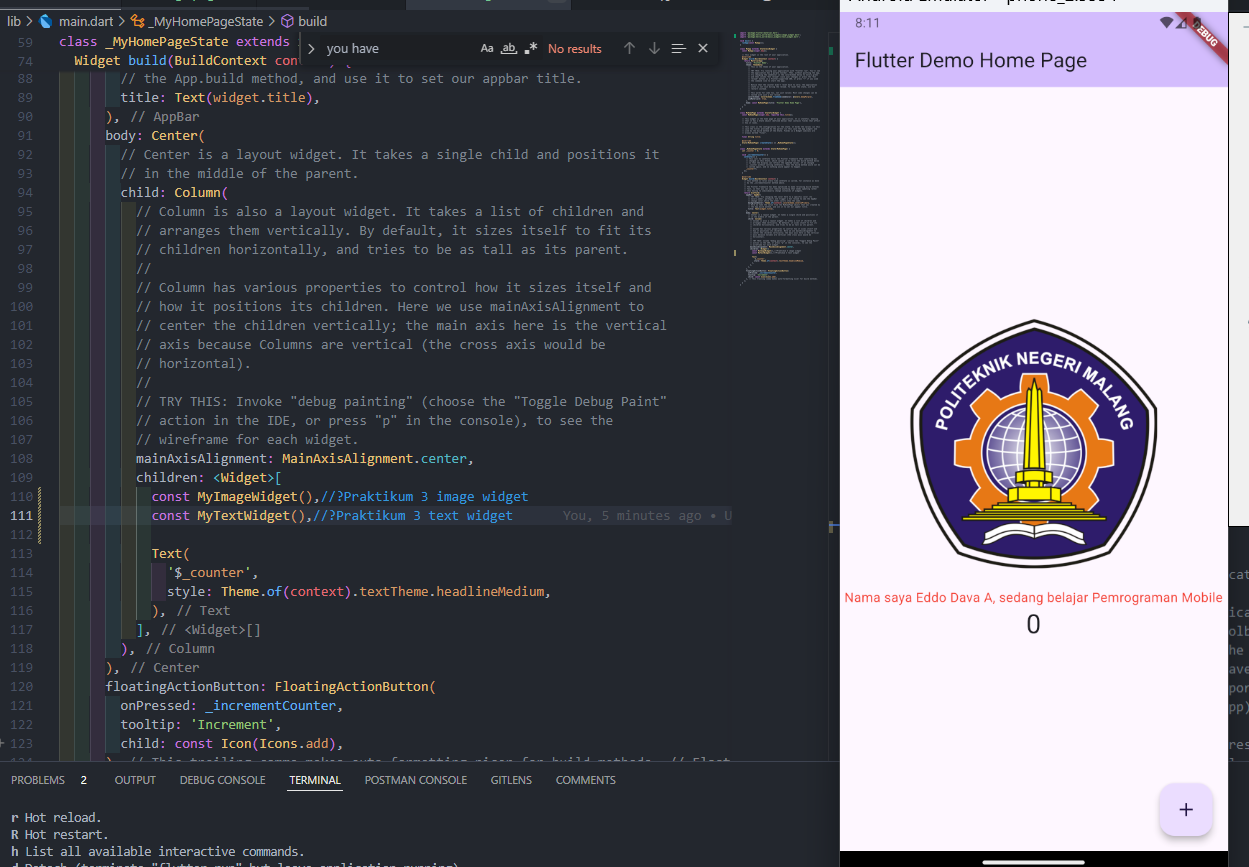 lib > main.dart > _MyHomePageState > build
59 class _MyHomePageState extends
74 Widget build(BuildContext con
you have
Aa ab .* No results
88 // the App.build method, and use it to set our appbar title.
89 title: Text(widget.title),
90 ), // AppBar
91 body: Center(
92 // Center is a layout widget. It takes a single child and positions it
93 // in the middle of the parent.
94 child: Column(
95 // Column is also a layout widget. It takes a list of children and
96 // arranges them vertically. By default, it sizes itself to fit its
97 // children horizontally, and tries to be as tall as its parent.
98 //
99 // Column has various properties to control how it sizes itself and
100 // how it positions its children. Here we use mainAxisAlignment to
101 // center the children vertically; the main axis here is the vertical
102 // axis because Columns are vertical (the cross axis would be
103 // horizontal).
104 //
105 // TRY THIS: Invoke "debug painting" (choose the "Toggle Debug Paint"
106 // action in the IDE, or press "p" in the console), to see the
107 // wireframe for each widget.
108 mainAxisAlignment: MainAxisAlignment.center,
109 children: <Widget>[
110 const MyImageWidget(),//?Praktikum 3 image widget
111 const MyTextWidget(),//?Praktikum 3 text widget You, 5 minutes ago • U
112
113 Text(
114 '$_counter',
115 style: Theme.of(context).textTheme.headlineMedium,
116 ), // Text
117 ], // <Widget>[]
118 ), // Column
119 ), // Center
120 floatingActionButton: FloatingActionButton(
121 onPressed: _incrementCounter,
122 tooltip: 'Increment',
123 child: const Icon(Icons.add),
PROBLEMS 2 OUTPUT DEBUG CONSOLE TERMINAL POSTMAN CONSOLE GITLENS COMMENTS
r Hot reload.
R Hot restart.
h List all available interactive commands.
8:11
DEBUG
Flutter Demo Home Page
POLITEKNIK NEGERI MALANG
Nama saya Eddo Dava A, sedang belajar Pemrograman Mobile
0
+